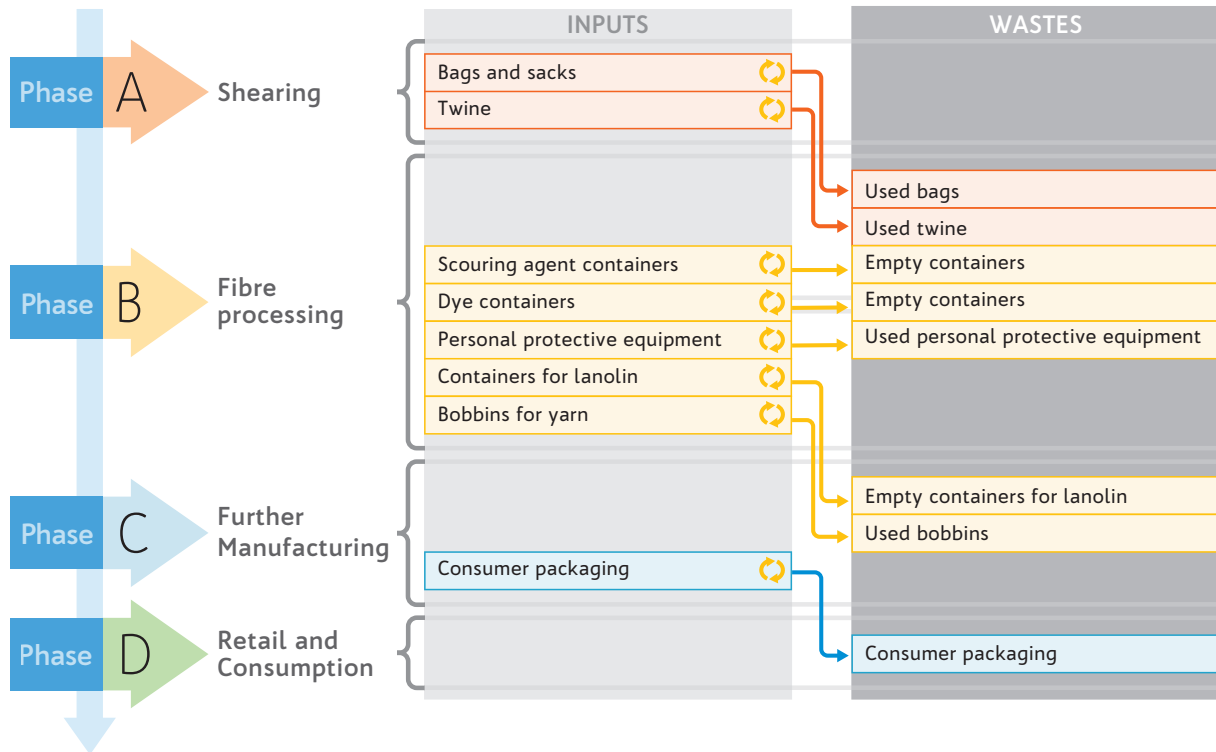 INPUTS
WASTES
Phase A
Shearing
Bags and sacks
Twine
Used bags
Used twine
Phase B
Fibre
processing
Scouring agent containers
Empty containers
Dye containers
Empty containers
Personal protective equipment
Used personal protective equipment
Containers for lanolin
Bobbins for yarn
Phase C
Further
Manufacturing
Empty containers for lanolin
Used bobbins
Consumer packaging
Phase D
Retail and
Consumption
Consumer packaging